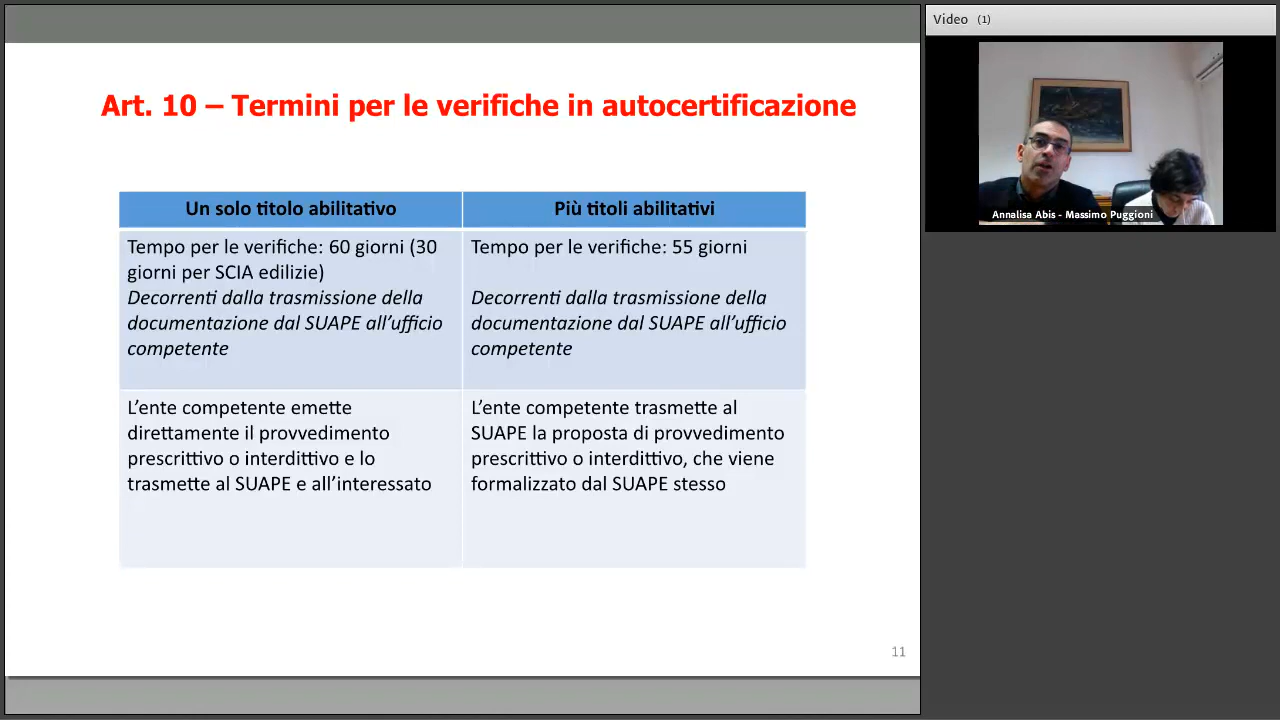 Art. 10 – Termini per le verifiche in autocertificazione
Un solo titolo abilitativo
Più titoli abilitativi
Tempo per le verifiche: 60 giorni (30
giorni per SCIA edilizie)
Decorrenti dalla trasmissione della
documentazione dal SUAPE all’ufficio
competente
Tempo per le verifiche: 55 giorni
Decorrenti dalla trasmissione della
documentazione dal SUAPE all’ufficio
competente
L’ente competente emette
direttamente il provvedimento
prescrittivo o interdittivo e lo
trasmette al SUAPE e all’interessato
L’ente competente trasmette al
SUAPE la proposta di provvedimento
prescrittivo o interdittivo, che viene
formalizzato dal SUAPE stesso
11
Video (1)
Annalisa Abis - Massimo Puggioni